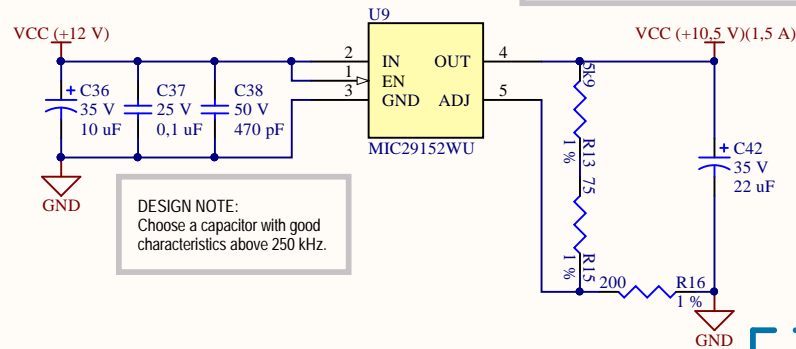 U9
VCC (+12 V)
VCC (+10,5 V)(1,5 A)
2
IN
OUT
4
1
EN
3
GND
ADJ
5
MIC29152WU
+ C36
35 V
10 uF
C37
25 V
0,1 uF
C38
50 V
470 pF
GND
5k9
R13
1 %
75
R15
1 %
200
R16
1 %
+ C42
35 V
22 uF
GND
DESIGN NOTE:
Choose a capacitor with good
characteristics above 250 kHz.